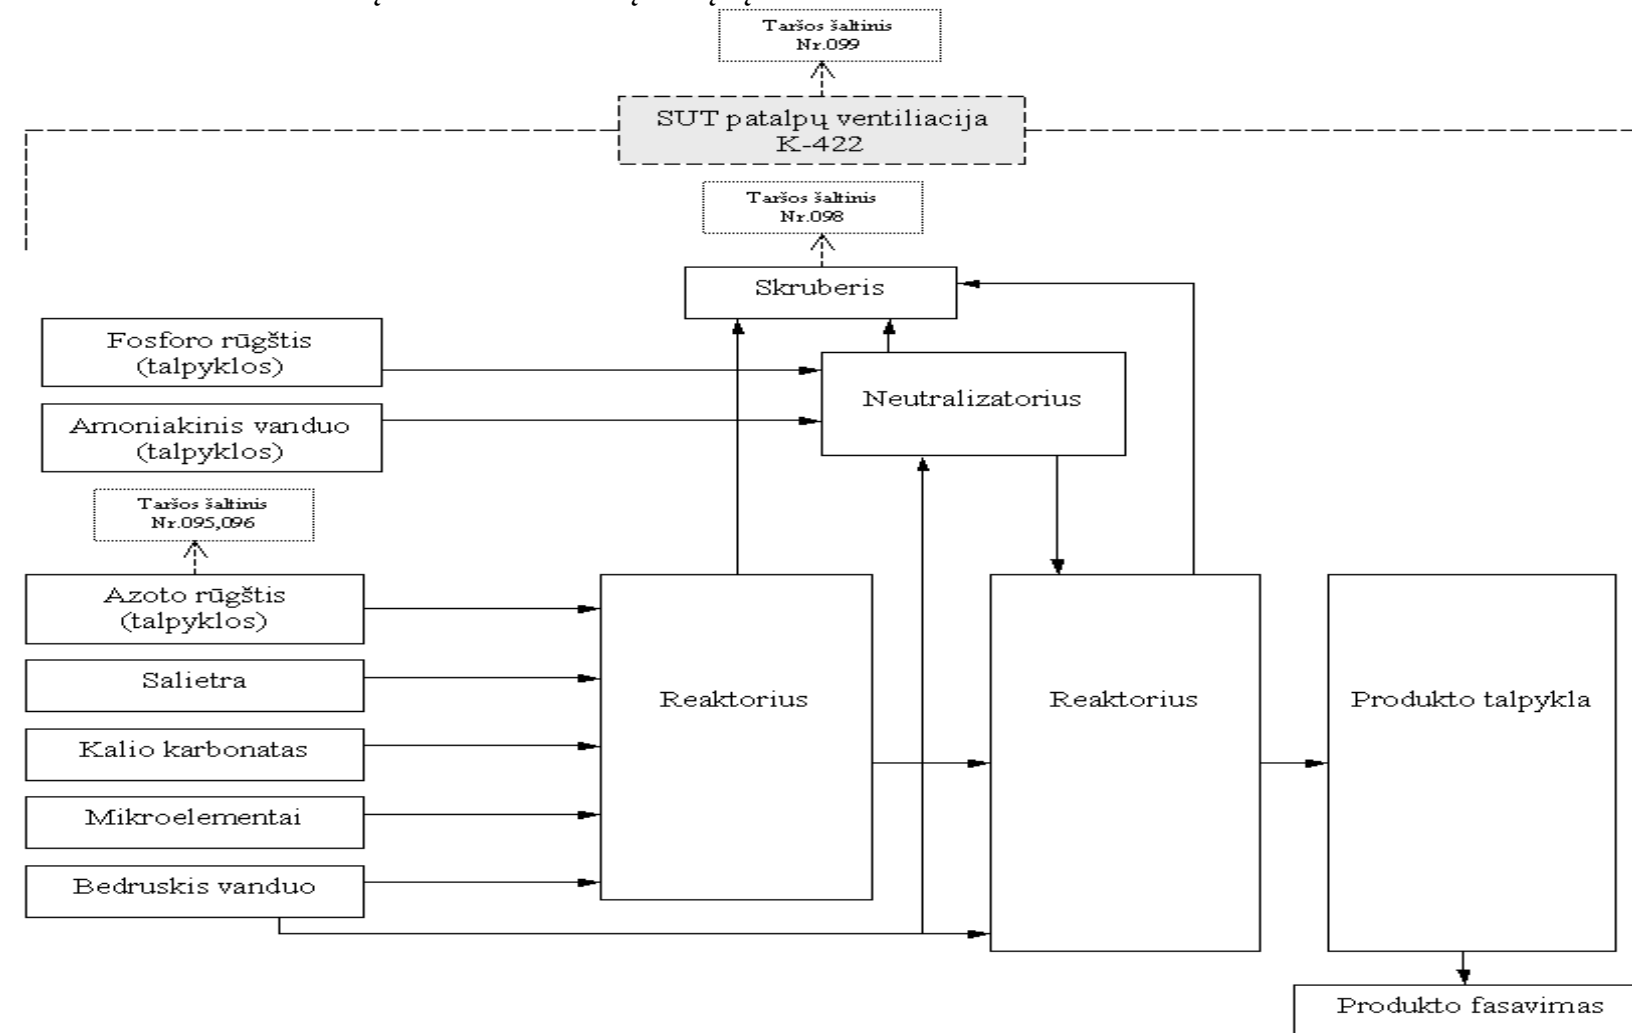 Taršos šaltinis
Nr.099
SUT patalpų ventiliacija
K-422
Taršos šaltinis
Nr.098
Skruberis
Fosforo rūgštis
(talpyklos)
Neutralizatorius
Amoniakinis vanduo
(talpyklos)
Taršos šaltinis
Nr.095,096
Azoto rūgštis
(talpyklos)
Salietra
Reaktorius
Reaktorius
Produkto talpykla
Kalio karbonatas
Mikroelementai
Bedruskis vanduo
Produkto fasavimas